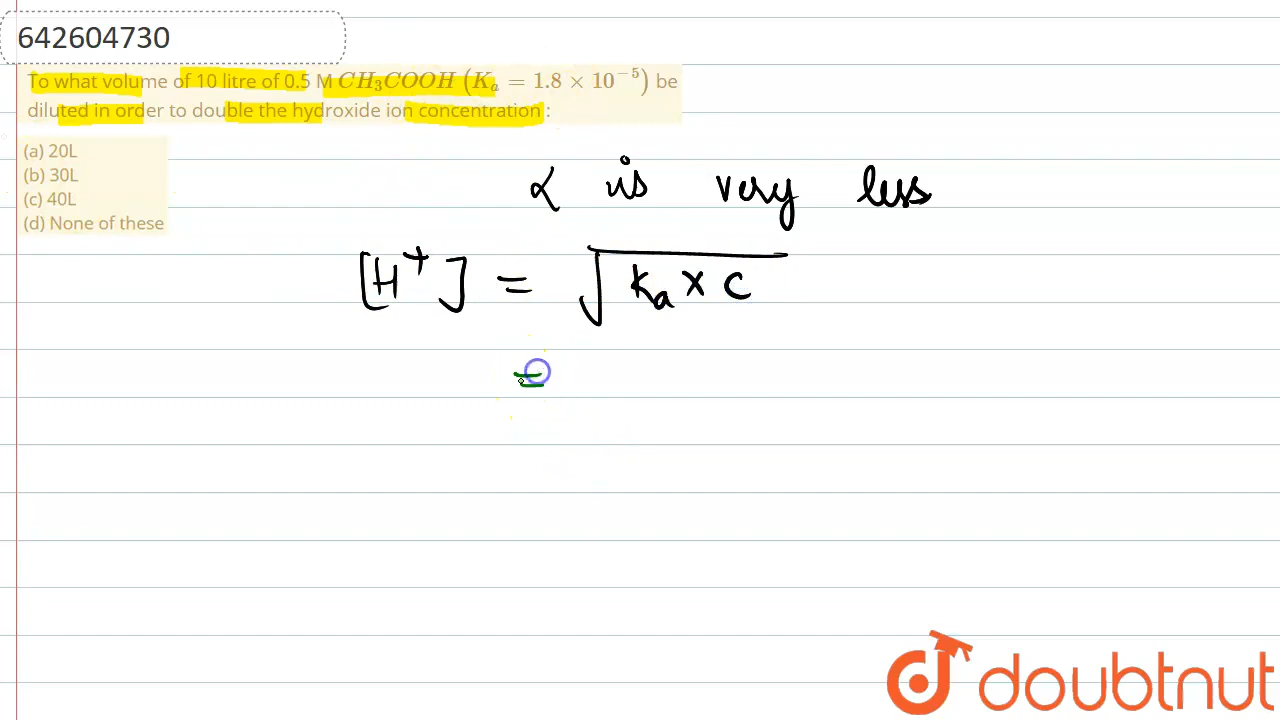 642604730
To what volume of 10 litre of 0.5 M CH₃COOH (Kₐ = 1.8 × 10⁻⁵) be
diluted in order to double the hydroxide ion concentration :
(a) 20L
(b) 30L
(c) 40L
(d) None of these
α is very less
[H⁺] = √Kₐ × C
=
doubtnut